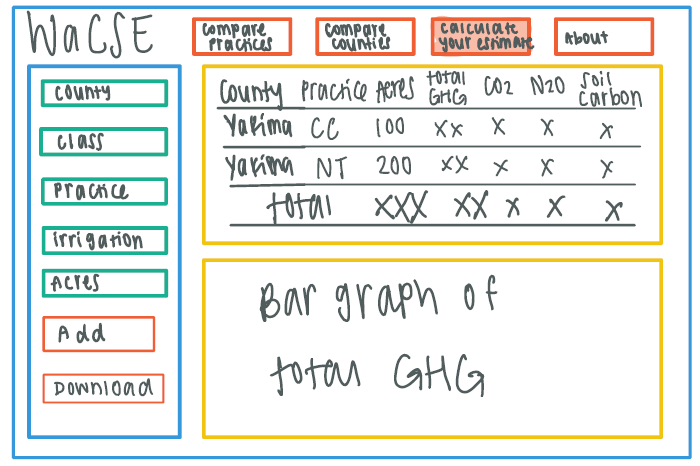 WaCSE
Compare
Practices
Compare
Counties
Calculate
your estimate
About
County
Class
Practice
irrigation
Acres
Add
Download
County Practice Acres total GHG CO2 N2O Soil Carbon
Yakima CC 100 xx x x x
Yakima NT 200 xx x x x
total xxx xx x x x
Bar graph of
total GHG